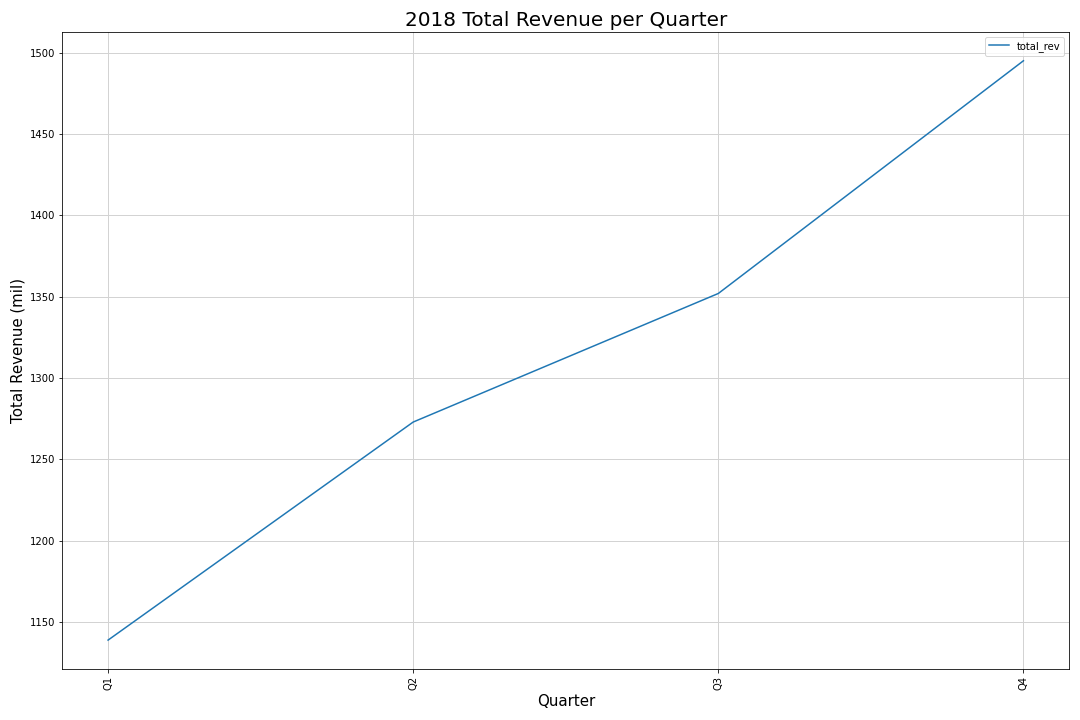 2018 Total Revenue per Quarter
total_rev
1500
1450
1400
1350
1300
1250
1200
1150
Total Revenue (mil)
Q1 Q2 Q3 Q4
Quarter